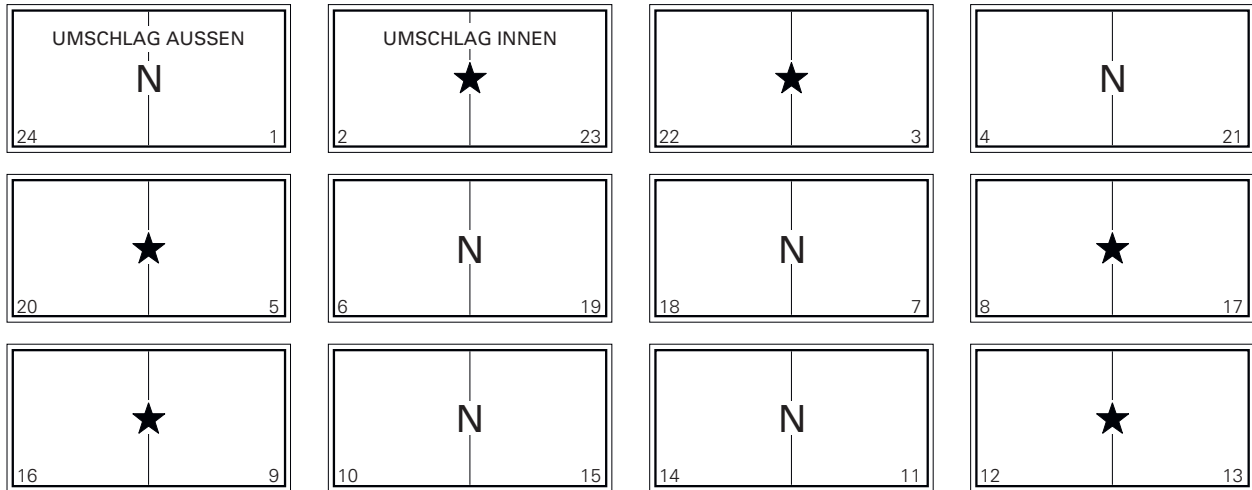 UMSCHLAG AUSSEN
N
24 1
UMSCHLAG INNEN
★
2 23
★
22 3
N
4 21
★
20 5
N
6 19
N
18 7
★
8 17
★
16 9
N
10 15
N
14 11
★
12 13